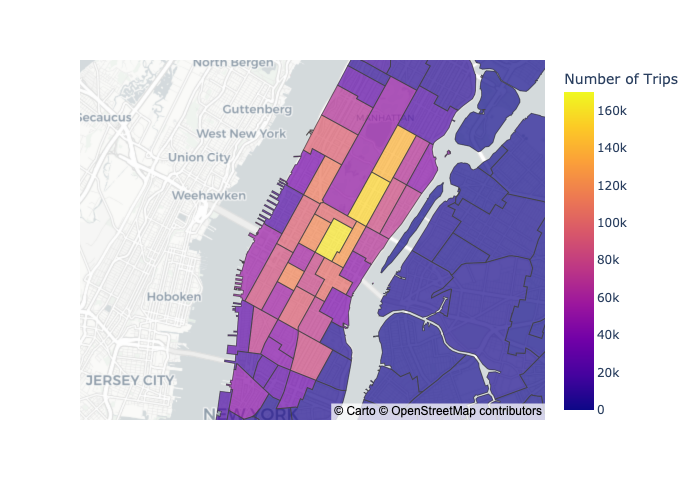 North Bergen
Secaucus
Guttenberg
West New York
MANHATTAN
Union City
Weehawken
Hoboken
JERSEY CITY
NEW YORK
© Carto © OpenStreetMap contributors
Number of Trips
160k
140k
120k
100k
80k
60k
40k
20k
0